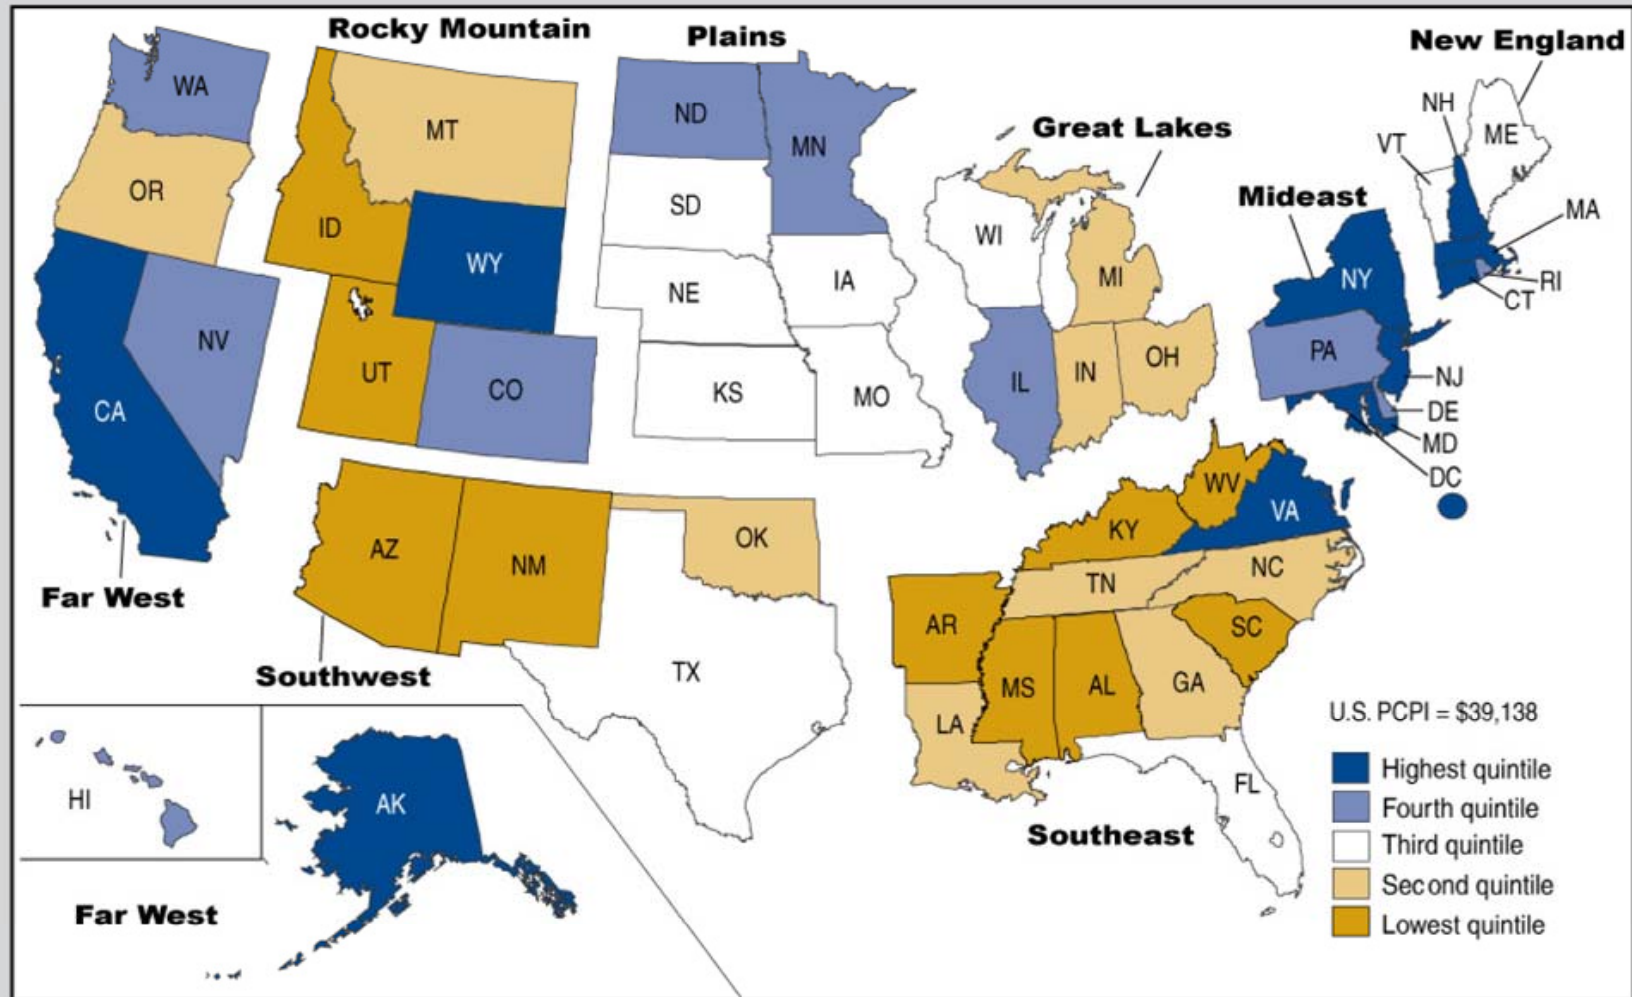 Rocky Mountain
Plains
New England
Great Lakes
Mideast
WA
OR
CA
NV
MT
ID
WY
UT
CO
ND
MN
SD
NE
IA
KS
MO
WI
MI
IL
IN
OH
NH
VT
ME
MA
RI
CT
NY
PA
NJ
DE
MD
DC
Far West
AZ
NM
OK
TX
Southwest
WV
VA
KY
TN
NC
AR
SC
MS
AL
GA
LA
FL
Southeast
HI
AK
Far West
U.S. PCPI = $39,138
Highest quintile
Fourth quintile
Third quintile
Second quintile
Lowest quintile